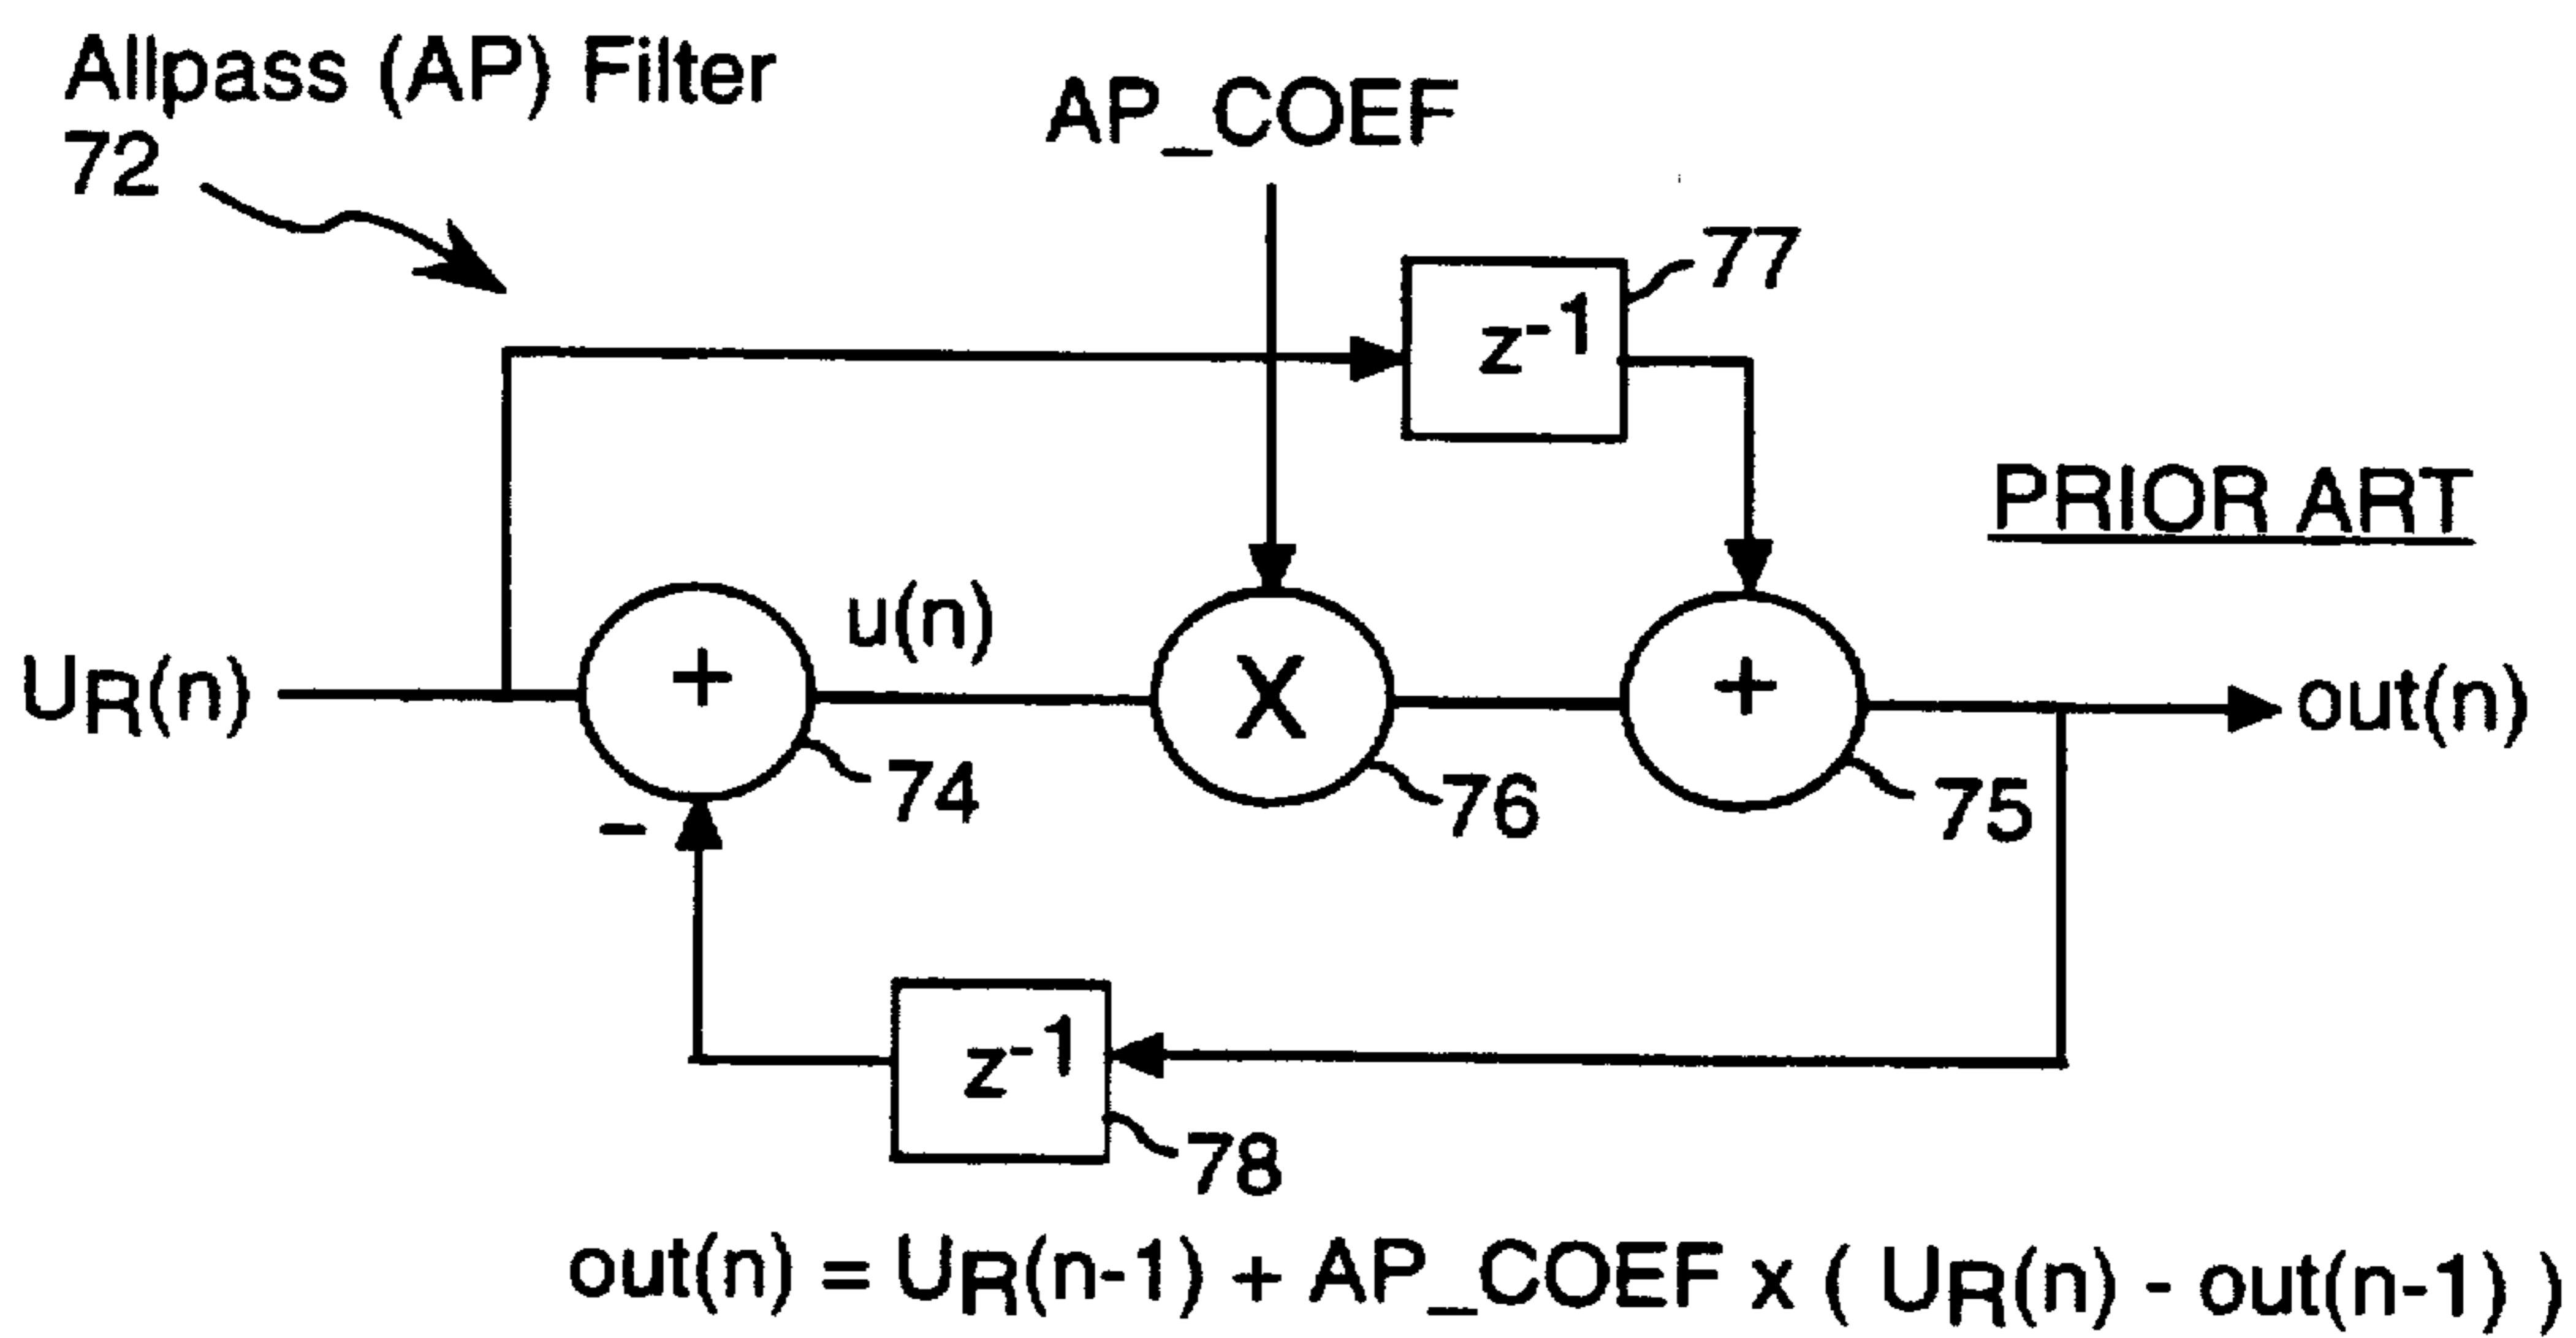 Allpass (AP) Filter
72
AP_COEF
77
z-1
PRIOR ART
UR(n)
+
u(n)
X
+
out(n)
74
76
75
-
z-1
78
out(n) = UR(n-1) + AP_COEF x ( UR(n) - out(n-1) )